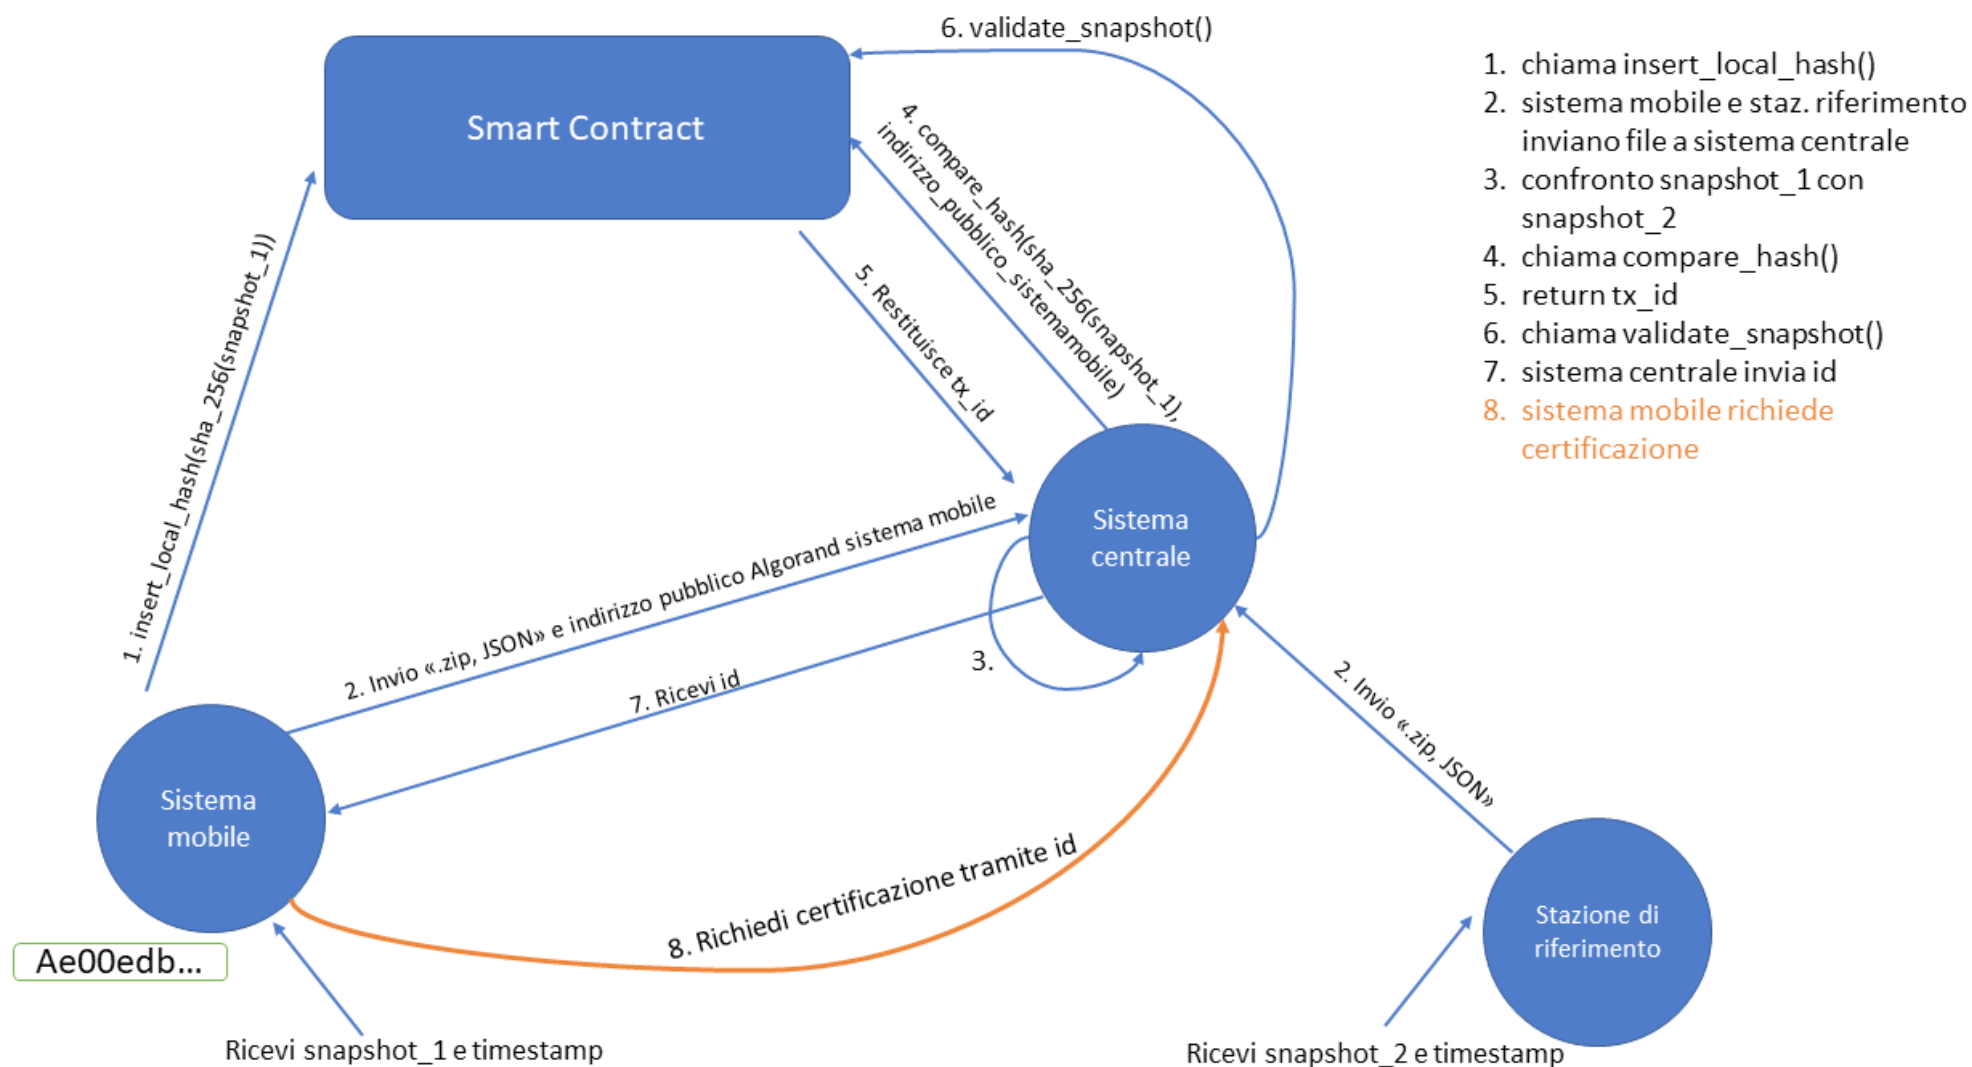 6. validate_snapshot()
Smart Contract
1. insert_local_hash(sha_256(snapshot_1))
4. compare_hash(sha_256(snapshot_1),
indirizzo_pubblico_sistemamobile)
5. Restituisce tx_id
1. chiama insert_local_hash()
2. sistema mobile e staz. riferimento
inviano file a sistema centrale
3. confronto snapshot_1 con
snapshot_2
4. chiama compare_hash()
5. return tx_id
6. chiama validate_snapshot()
7. sistema centrale invia id
8. sistema mobile richiede
certificazione
Sistema
centrale
2. Invio «.zip, JSON» e indirizzo pubblico Algorand sistema mobile
7. Ricevi id
3.
2. Invio «.zip, JSON»
Sistema
mobile
8. Richiedi certificazione tramite id
Stazione di
riferimento
Ae00edb...
Ricevi snapshot_1 e timestamp
Ricevi snapshot_2 e timestamp